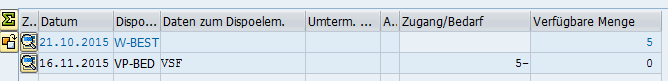 Z.. Datum Dispo... Daten zum Dispoelem. Umterm. ... A.. Zugang/Bedarf Verfügbare Menge
21.10.2015 W-BEST 5
16.11.2015 VP-BED VSF 5- 0